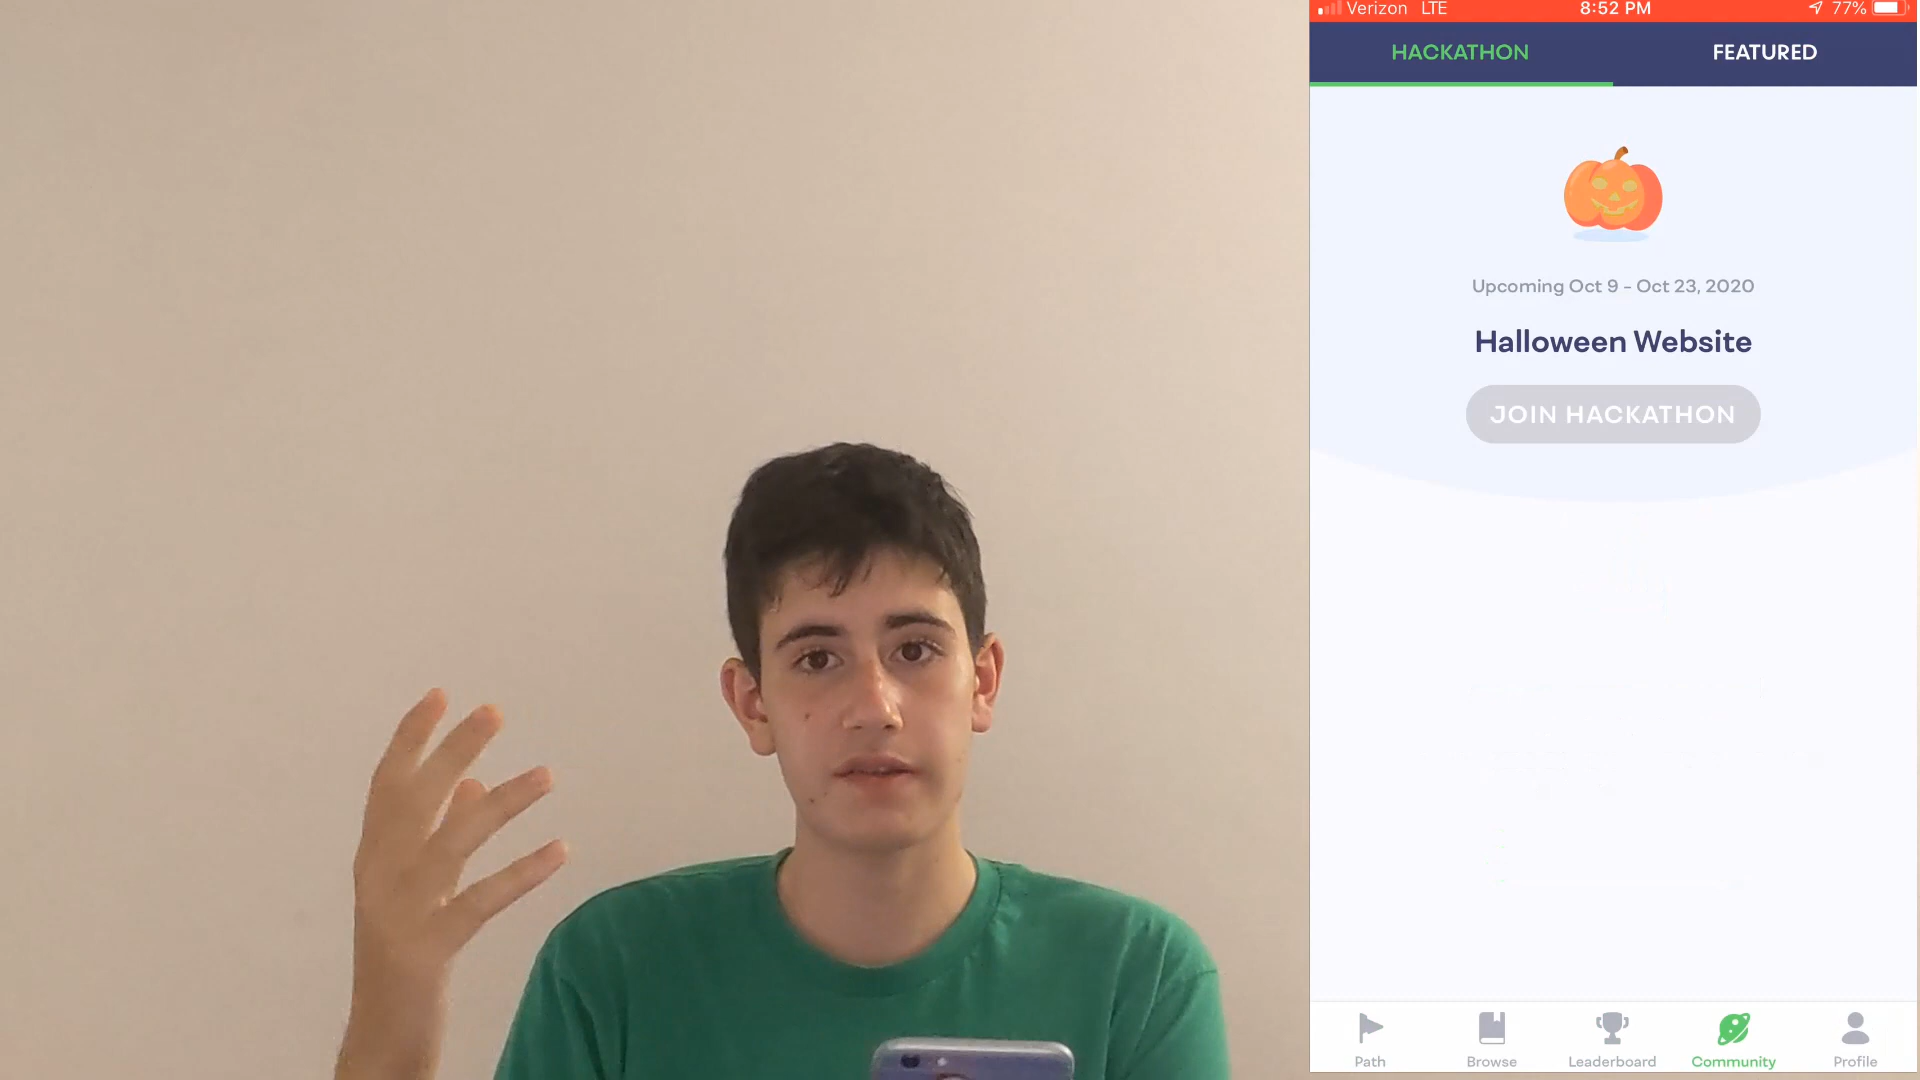 Verizon LTE 8:52 PM 77%
HACKATHON FEATURED
Upcoming Oct 9 - Oct 23, 2020
Halloween Website
JOIN HACKATHON
Path Browse Leaderboard Community Profile